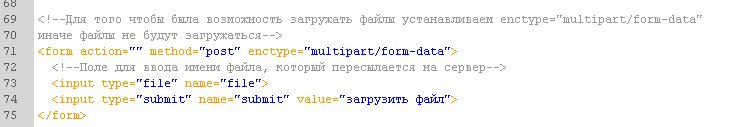 68
69 <!--Для того чтобы была возможность загружать файлы устанавливаем enctype="multipart/form-data"
70 иначе файлы не будут загружаться-->
71 <form action="" method="post" enctype="multipart/form-data">
72 <!--Поле для ввода имени файла, который пересылается на сервер-->
73 <input type="file" name="file">
74 <input type="submit" name="submit" value="загрузить файл">
75 </form>